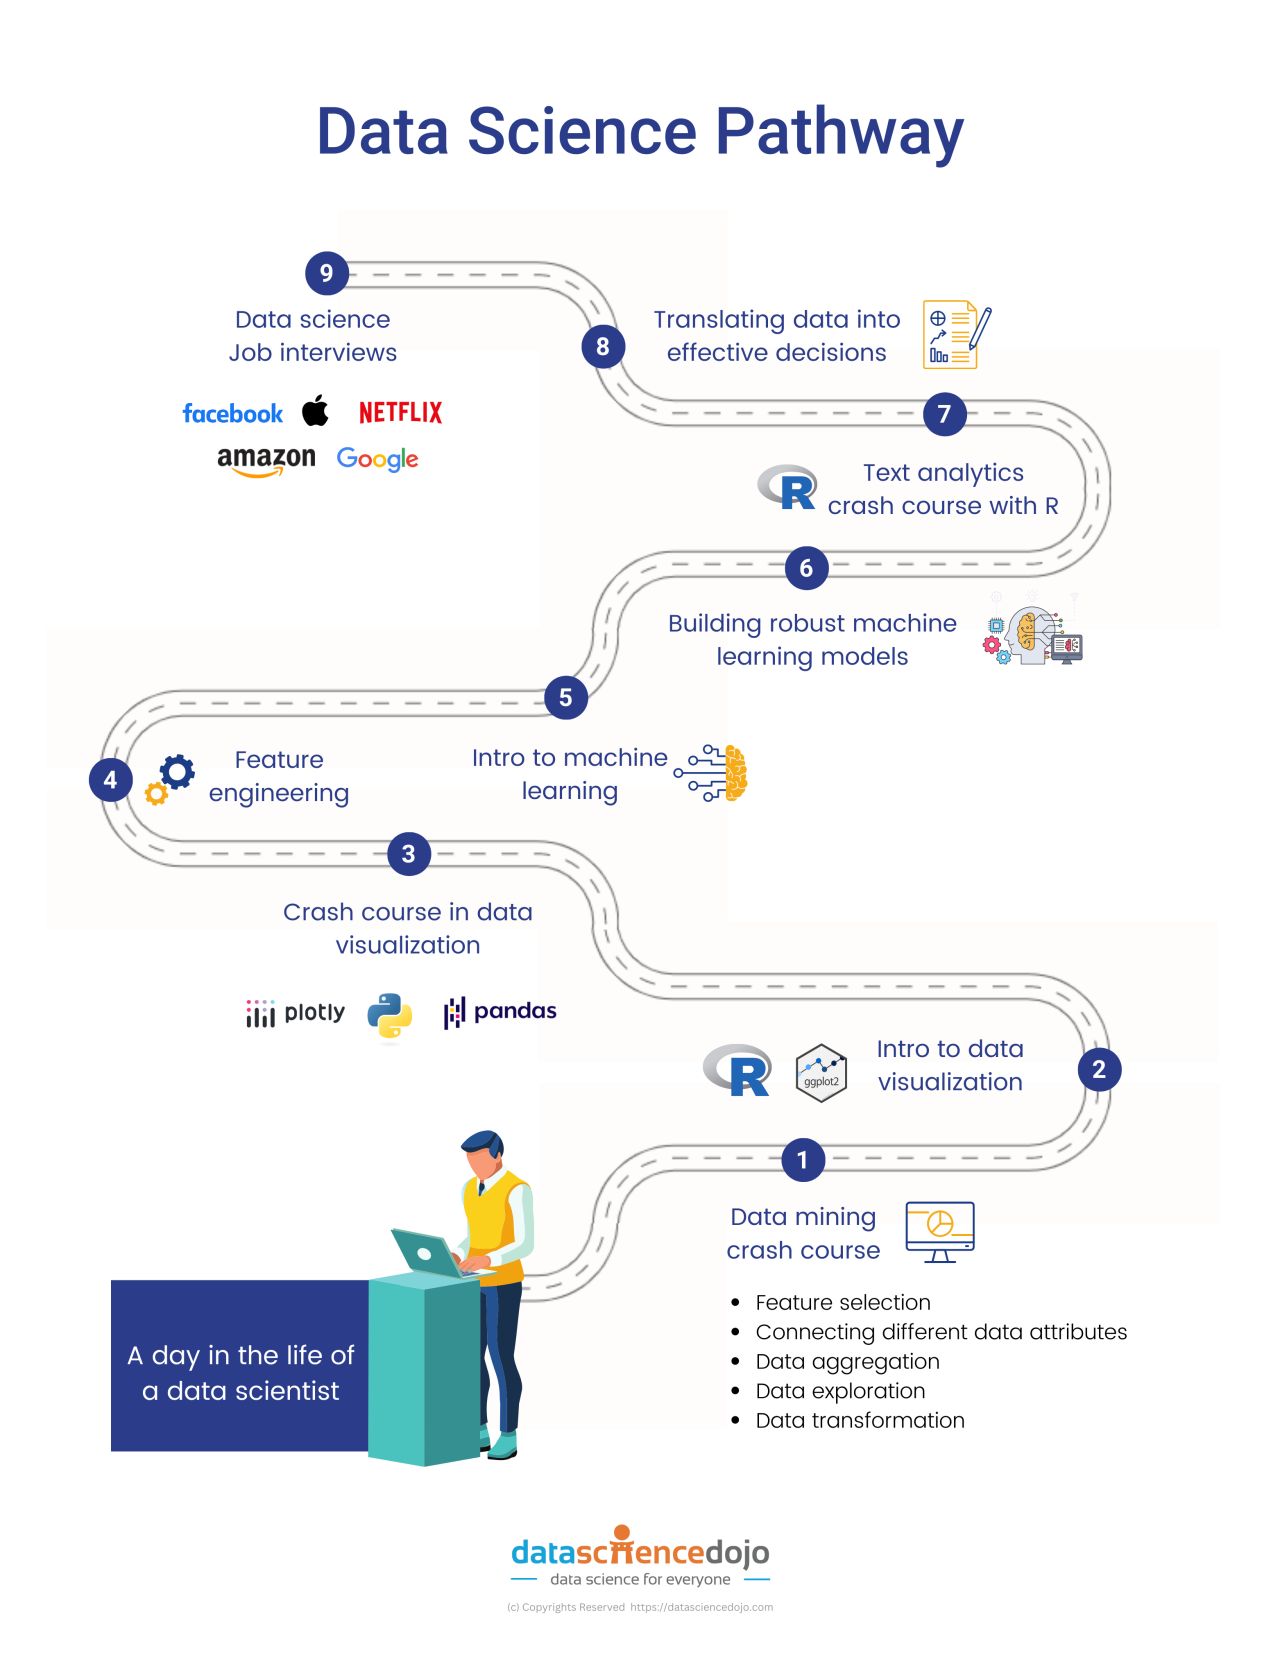 Data Science Pathway
9
Data science
Job interviews
facebook
NETFLIX
amazon
Google
8
Translating data into
effective decisions
7
R
Text analytics
crash course with R
6
Building robust machine
learning models
5
Intro to machine
learning
4
Feature
engineering
3
Crash course in data
visualization
plotly
pandas
2
R
ggplot2
Intro to data
visualization
1
Data mining
crash course
• Feature selection
• Connecting different data attributes
• Data aggregation
• Data exploration
• Data transformation
A day in the life of
a data scientist
datasciencedojo
data science for everyone
(c) Copyrights Reserved https://datasciencedojo.com